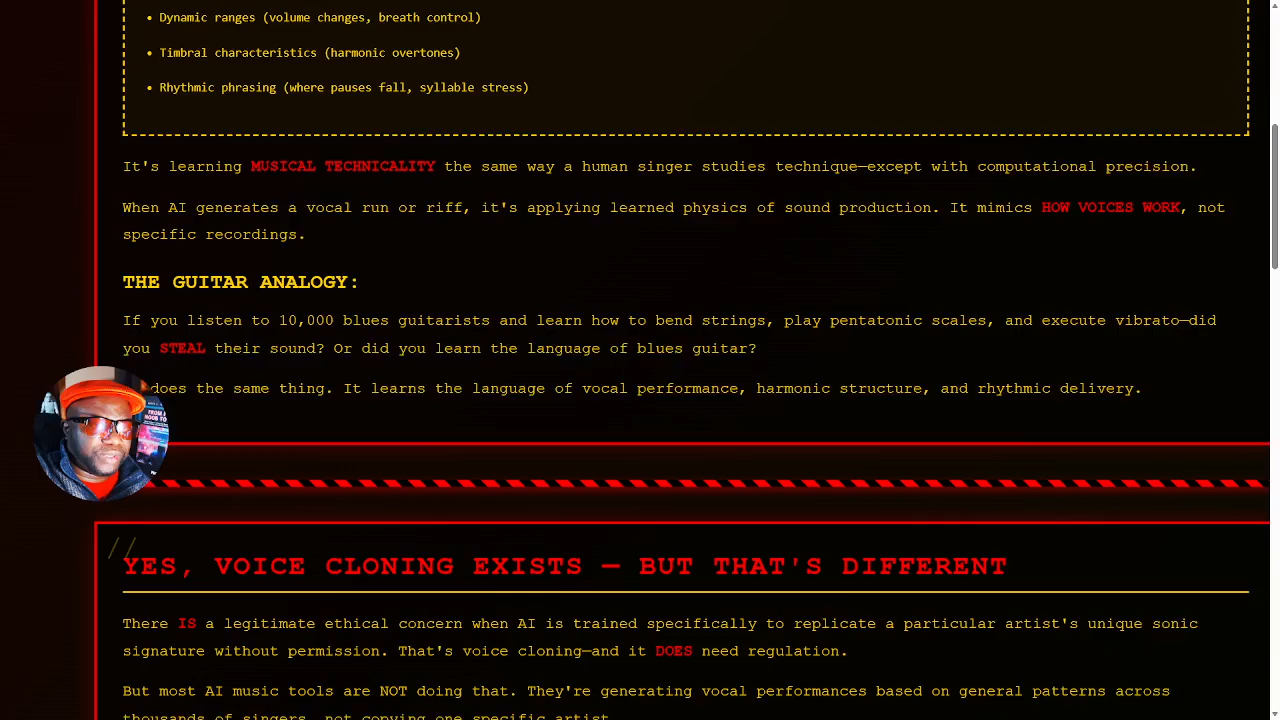 • Dynamic ranges (volume changes, breath control)
• Timbral characteristics (harmonic overtones)
• Rhythmic phrasing (where pauses fall, syllable stress)
It's learning MUSICAL TECHNICALITY the same way a human singer studies technique—except with computational precision.
When AI generates a vocal run or riff, it's applying learned physics of sound production. It mimics HOW VOICES WORK, not
specific recordings.
THE GUITAR ANALOGY:
If you listen to 10,000 blues guitarists and learn how to bend strings, play pentatonic scales, and execute vibrato—did
you STEAL their sound? Or did you learn the language of blues guitar?
does the same thing. It learns the language of vocal performance, harmonic structure, and rhythmic delivery.
//
YES, VOICE CLONING EXISTS — BUT THAT'S DIFFERENT
There IS a legitimate ethical concern when AI is trained specifically to replicate a particular artist's unique sonic
signature without permission. That's voice cloning—and it DOES need regulation.
But most AI music tools are NOT doing that. They're generating vocal performances based on general patterns across
thousands of singers, not copying one specific artist.